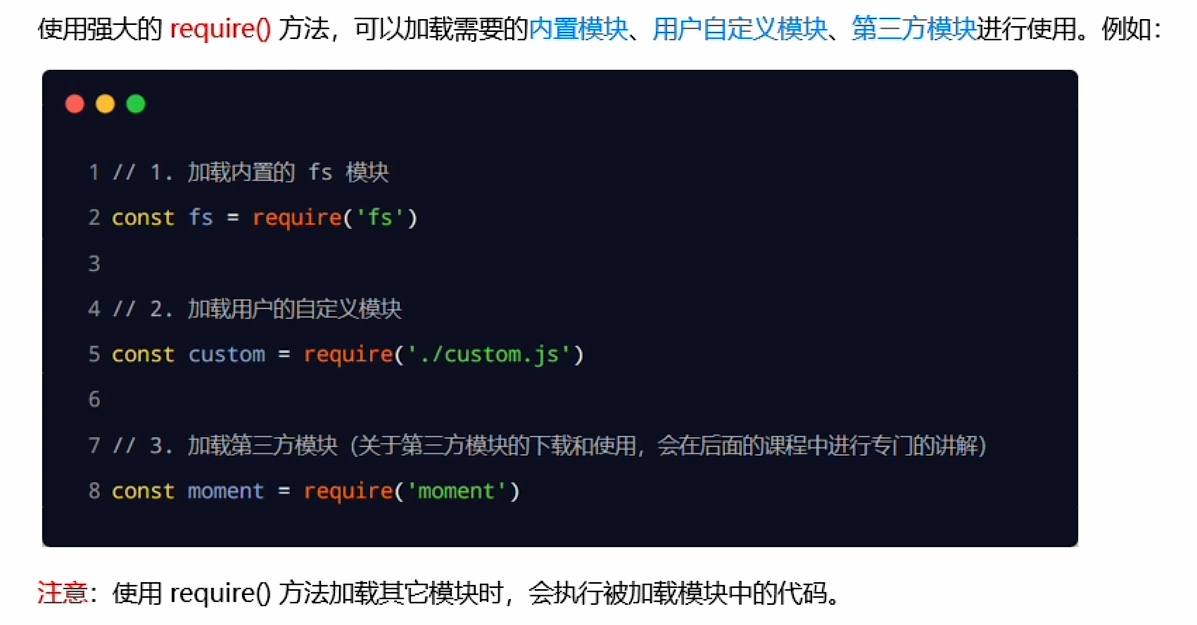 使用强大的 require() 方法，可以加载需要的内置模块、用户自定义模块、第三方模块进行使用。例如：
1 // 1. 加载内置的 fs 模块
2 const fs = require('fs')
3
4 // 2. 加载用户的自定义模块
5 const custom = require('./custom.js')
6
7 // 3. 加载第三方模块（关于第三方模块的下载和使用，会在后面的课程中进行专门的讲解）
8 const moment = require('moment')
注意：使用 require() 方法加载其它模块时，会执行被加载模块中的代码。